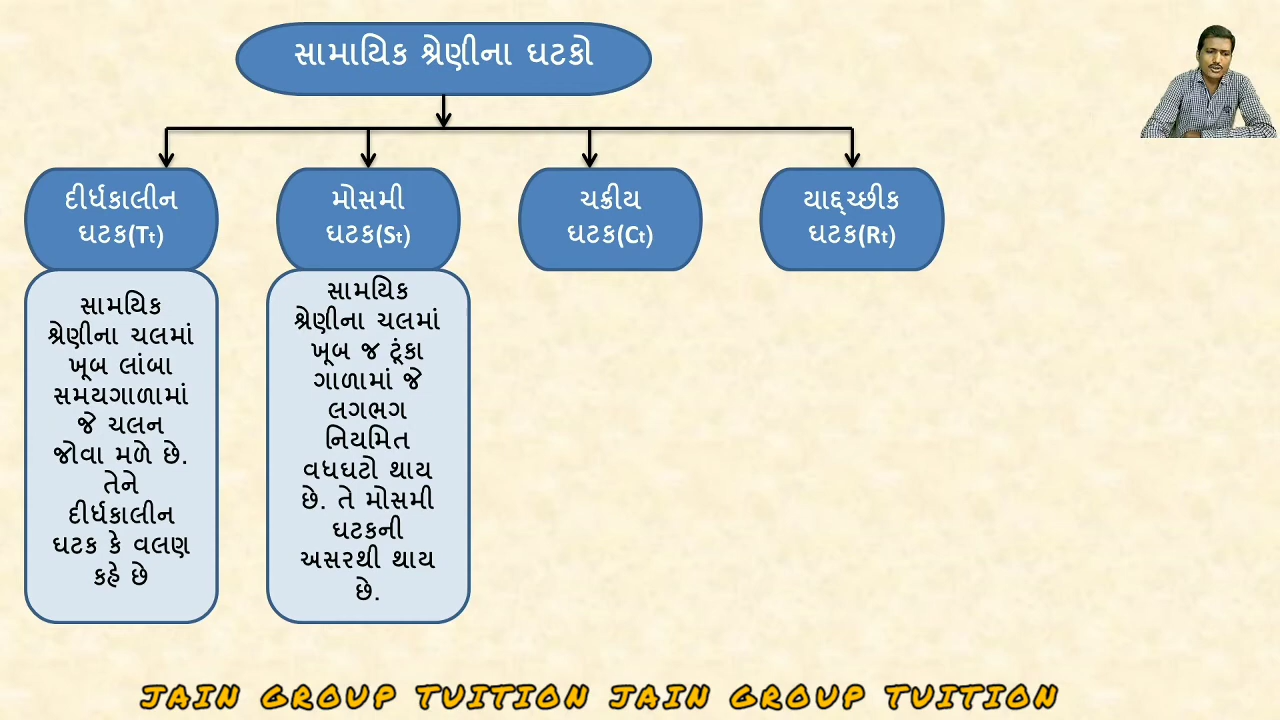 સામાયિક શ્રેણીના ઘટકો
દીર્ઘકાલીન
ઘટક(Tt)
મોસમી
ઘટક(St)
ચક્રીય
ઘટક(Ct)
યાદ્દચ્છીક
ઘટક(Rt)
સામયિક
શ્રેણીના ચલમાં
ખૂબ લાંબા
સમયગાળામાં
જે ચલન
જોવા મળે છે.
તેને
દીર્ઘકાલીન
ઘટક કે વલણ
કહે છે
સામયિક
શ્રેણીના ચલમાં
ખૂબ જ ટૂંકા
ગાળામાં જે
લગભગ
નિયમિત
વધઘટો થાય
છે. તે મોસમી
ઘટકની
અસરથી થાય
છે.
JAIN GROUP TUITION JAIN GROUP TUITION